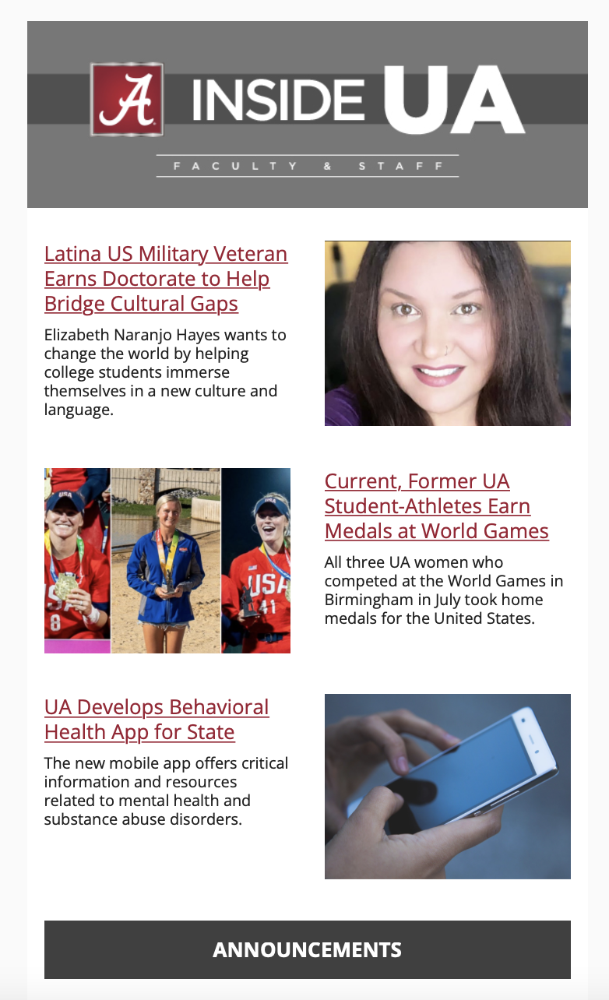 A
INSIDE UA
FACULTY & STAFF
Latina US Military Veteran
Earns Doctorate to Help
Bridge Cultural Gaps
Elizabeth Naranjo Hayes wants to
change the world by helping
college students immerse
themselves in a new culture and
language.
USA
USA
USA
8
USA
41
Current, Former UA
Student-Athletes Earn
Medals at World Games
All three UA women who
competed at the World Games in
Birmingham in July took home
medals for the United States.
UA Develops Behavioral
Health App for State
The new mobile app offers critical
information and resources
related to mental health and
substance abuse disorders.
ANNOUNCEMENTS